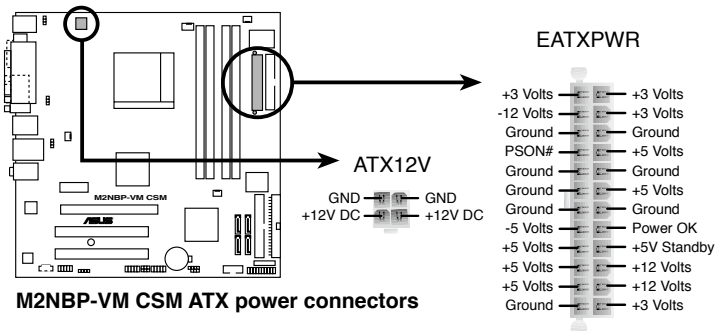 EATXPWR
+3 Volts +3 Volts
-12 Volts +3 Volts
Ground Ground
PSON# +5 Volts
Ground Ground
Ground +5 Volts
Ground Ground
-5 Volts Power OK
+5 Volts +5V Standby
+5 Volts +12 Volts
+5 Volts +12 Volts
Ground +3 Volts
ATX12V
GND GND
+12V DC +12V DC
M2NBP-VM CSM
ASUS
M2NBP-VM CSM ATX power connectors